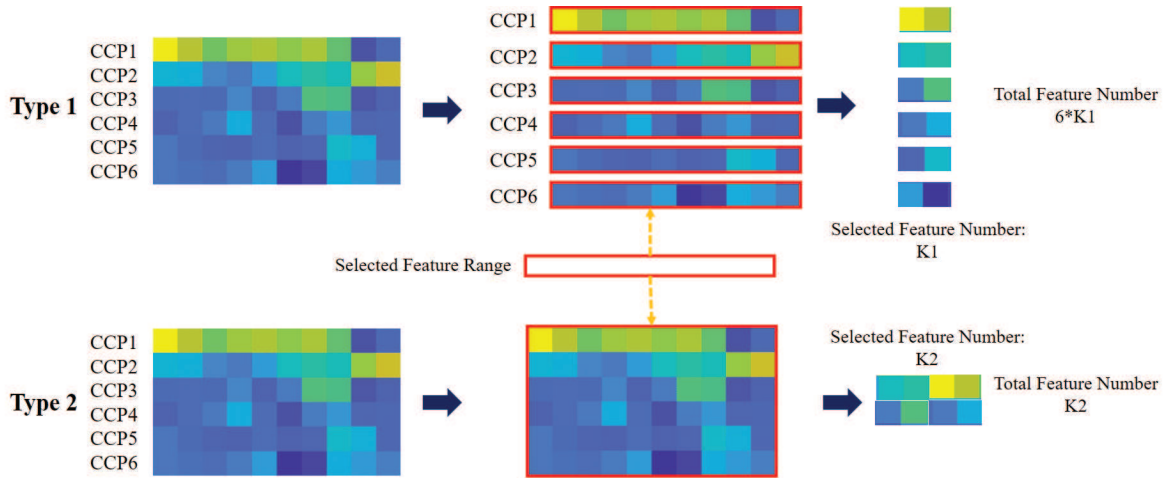 Type 1
CCP1
CCP2
CCP3
CCP4
CCP5
CCP6
CCP1
CCP2
CCP3
CCP4
CCP5
CCP6
Total Feature Number
6*K1
Selected Feature Number:
K1
Selected Feature Range
Type 2
CCP1
CCP2
CCP3
CCP4
CCP5
CCP6
Selected Feature Number:
K2
Total Feature Number
K2